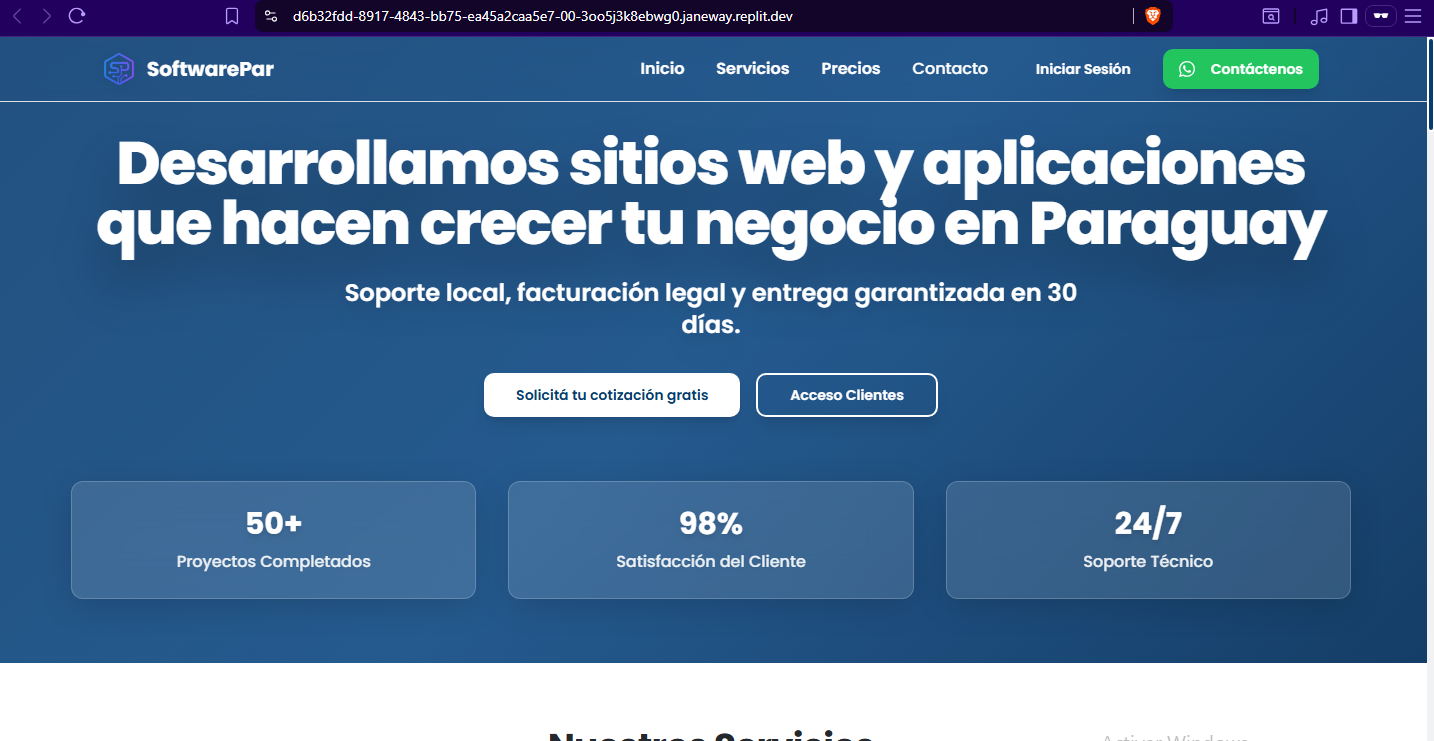 d6b32fdd-8917-4843-bb75-ea45a2caa5e7-00-3oo5j3k8ebwg0.janeway.replit.dev
SoftwarePar
Inicio Servicios Precios Contacto Iniciar Sesión Contáctenos
Desarrollamos sitios web y aplicaciones
que hacen crecer tu negocio en Paraguay
Soporte local, facturación legal y entrega garantizada en 30
días.
Solicitá tu cotización gratis Acceso Clientes
50+ 98% 24/7
Proyectos Completados Satisfacción del Cliente Soporte Técnico
Nuestros Servicios
Activar Windows